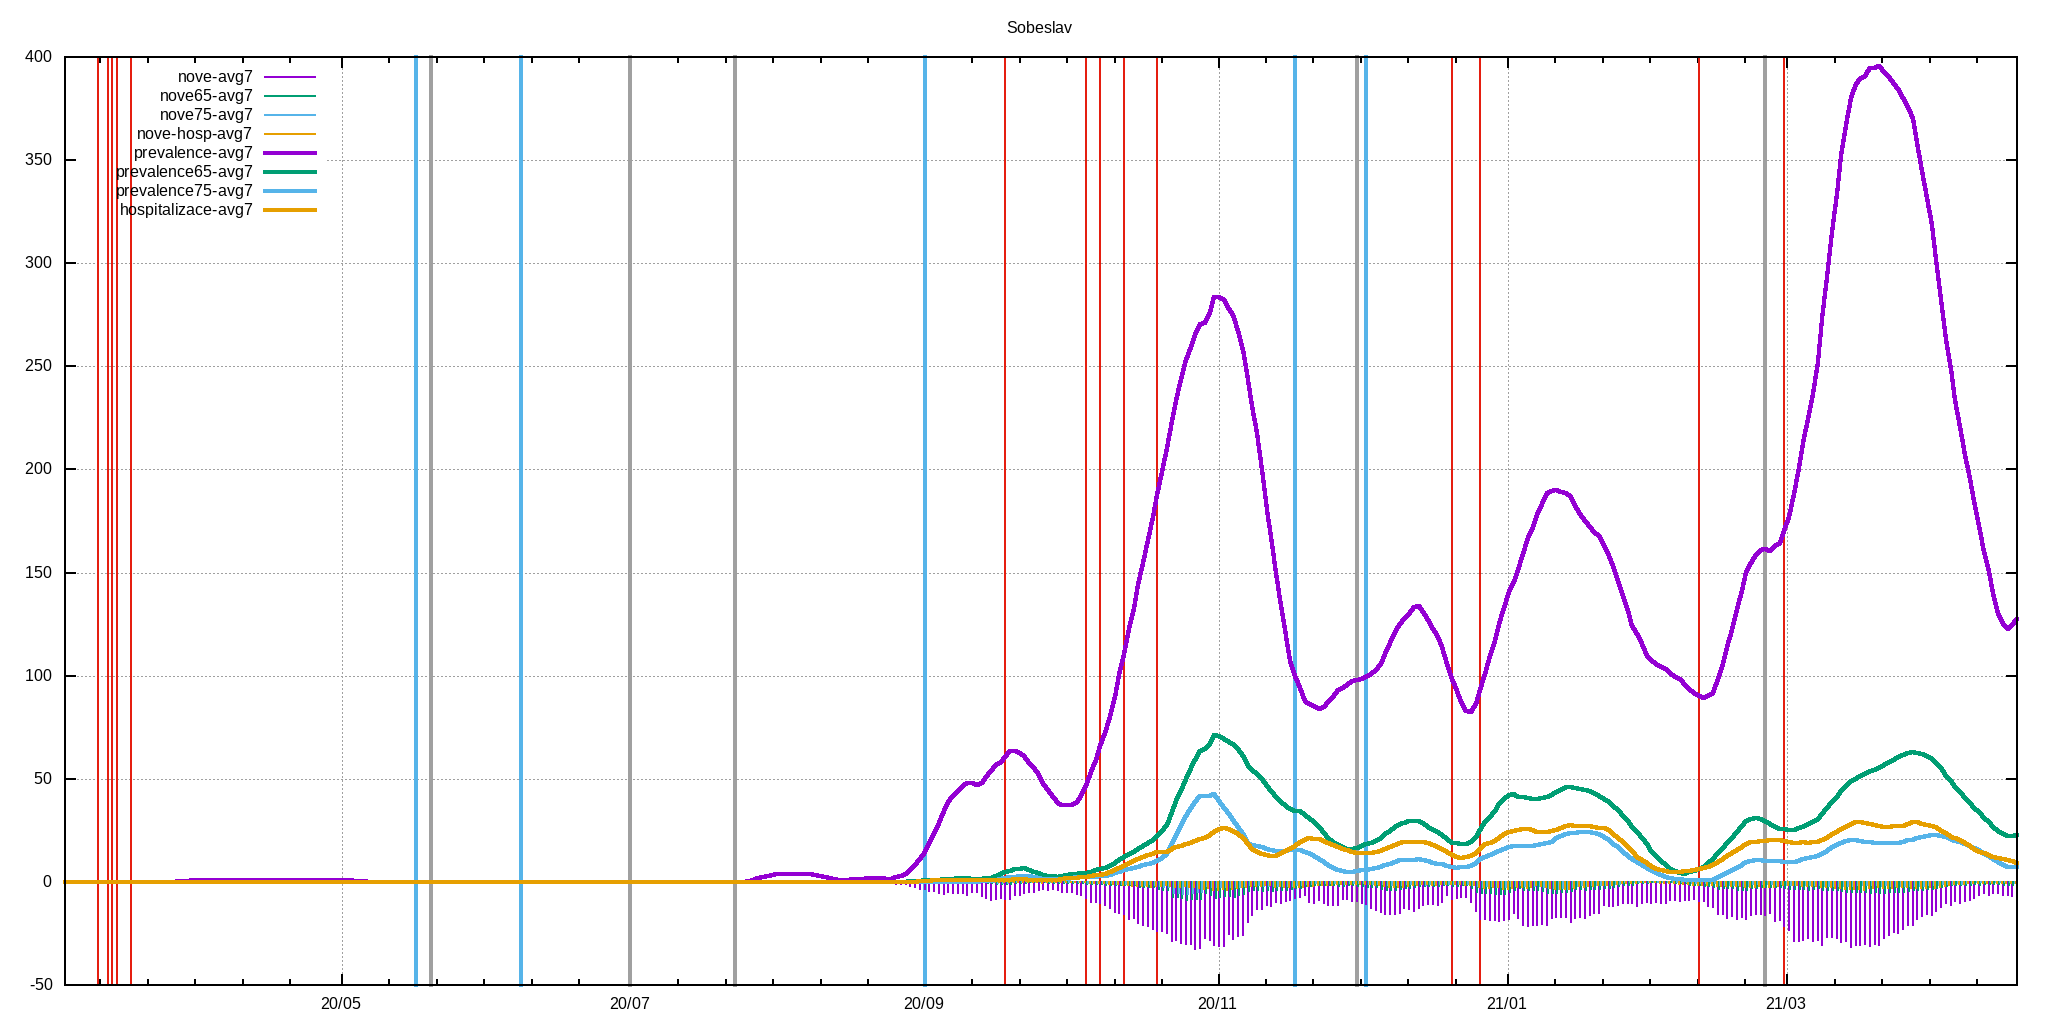 Sobeslav
400
350
300
250
200
150
100
50
0
-50
nove-avg7
nove65-avg7
nove75-avg7
nove-hosp-avg7
prevalence-avg7
prevalence65-avg7
prevalence75-avg7
hospitalizace-avg7
20/05 20/07 20/09 20/11 21/01 21/03